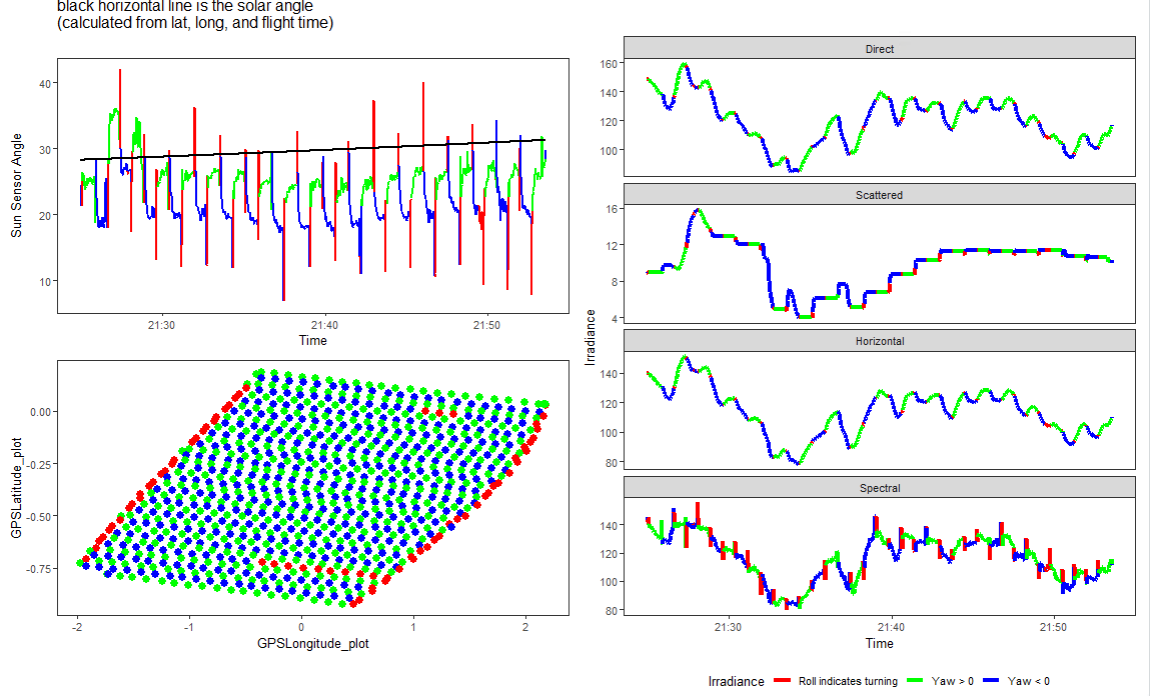 black horizontal line is the solar angle
(calculated from lat, long, and flight time)
Sun Sensor Angle
40
30
20
10
21:30
21:40
21:50
Time
GPSLatitude_plot
0.00
-0.25
-0.50
-0.75
-2
-1
0
1
2
GPSLongitude_plot
Irradiance
Direct
160
140
120
100
Scattered
16
12
8
4
Horizontal
140
120
100
80
Spectral
140
120
100
80
21:30
21:40
21:50
Time
Irradiance Roll indicates turning Yaw > 0 Yaw < 0